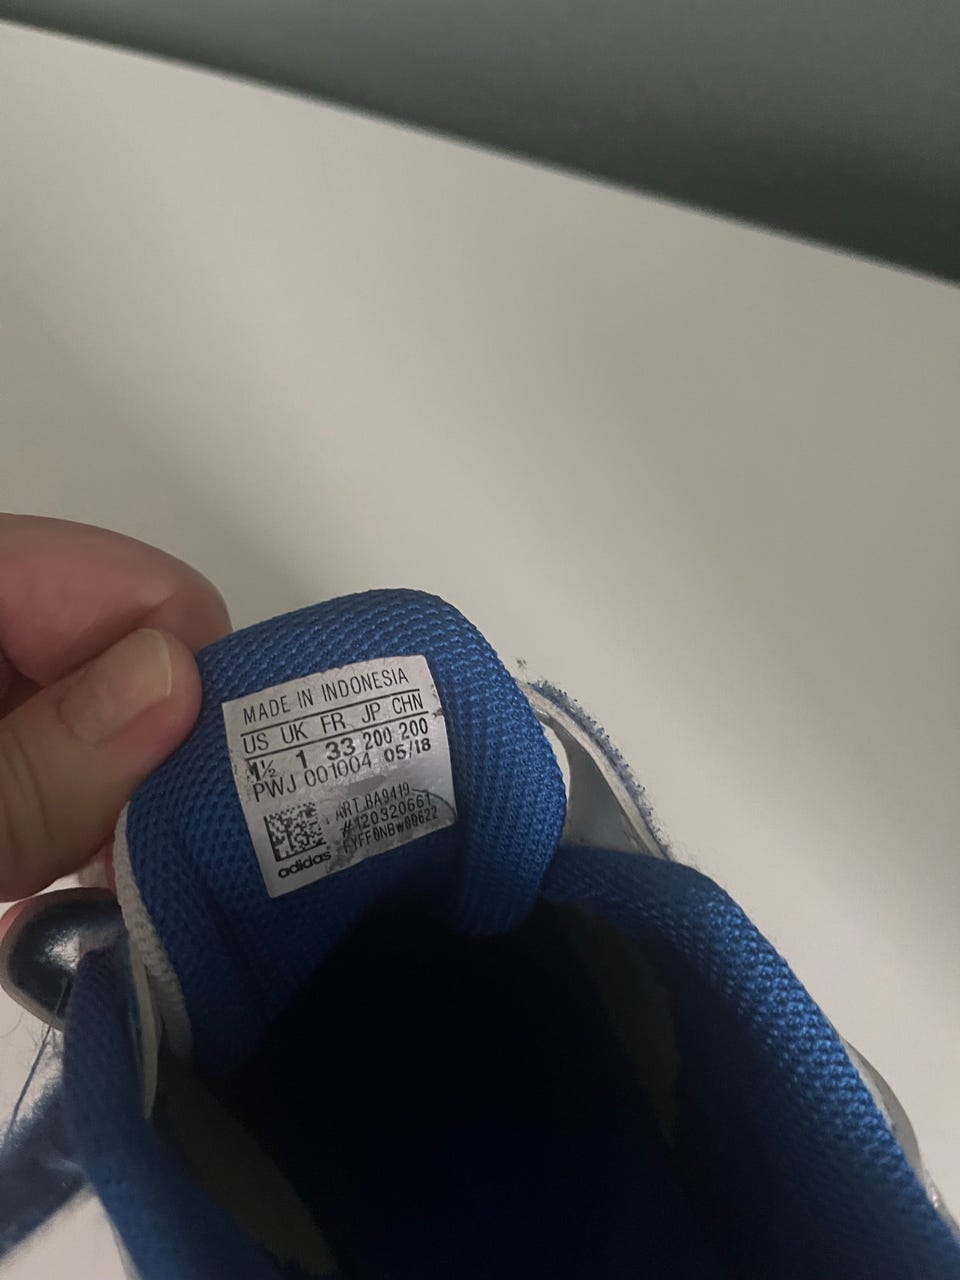 MADE IN INDONESIA
US UK FR JP CHN
1½ 1 33 200 200
PWJ 001004 05/18
ART BA9419
#120320661
adidas